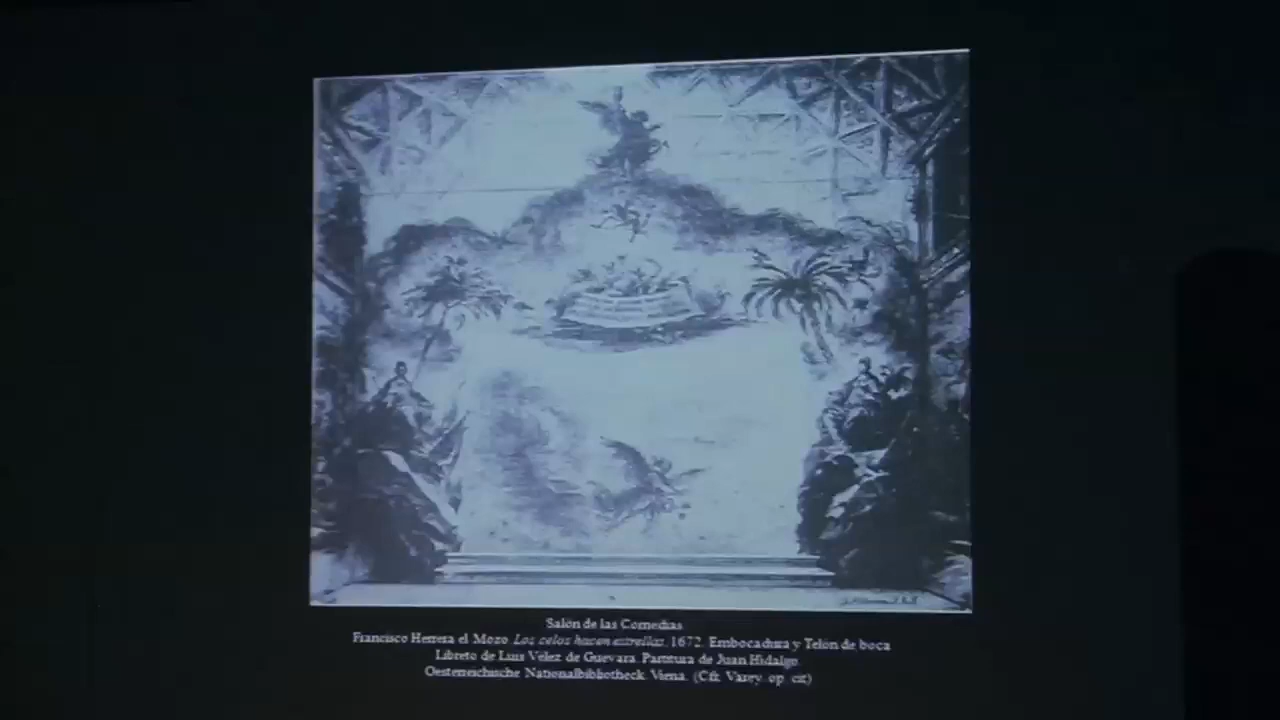 Salón de las Comedias
Francisco Herrera el Mozo. Los celos hacen estrellas. 1672. Embocadura y Telón de boca
Libreto de Luis Vélez de Guevara. Partitura de Juan Hidalgo.
Oesterreichische Nationalbibliotheck. Viena. (Cfr. Varey. op. cit)